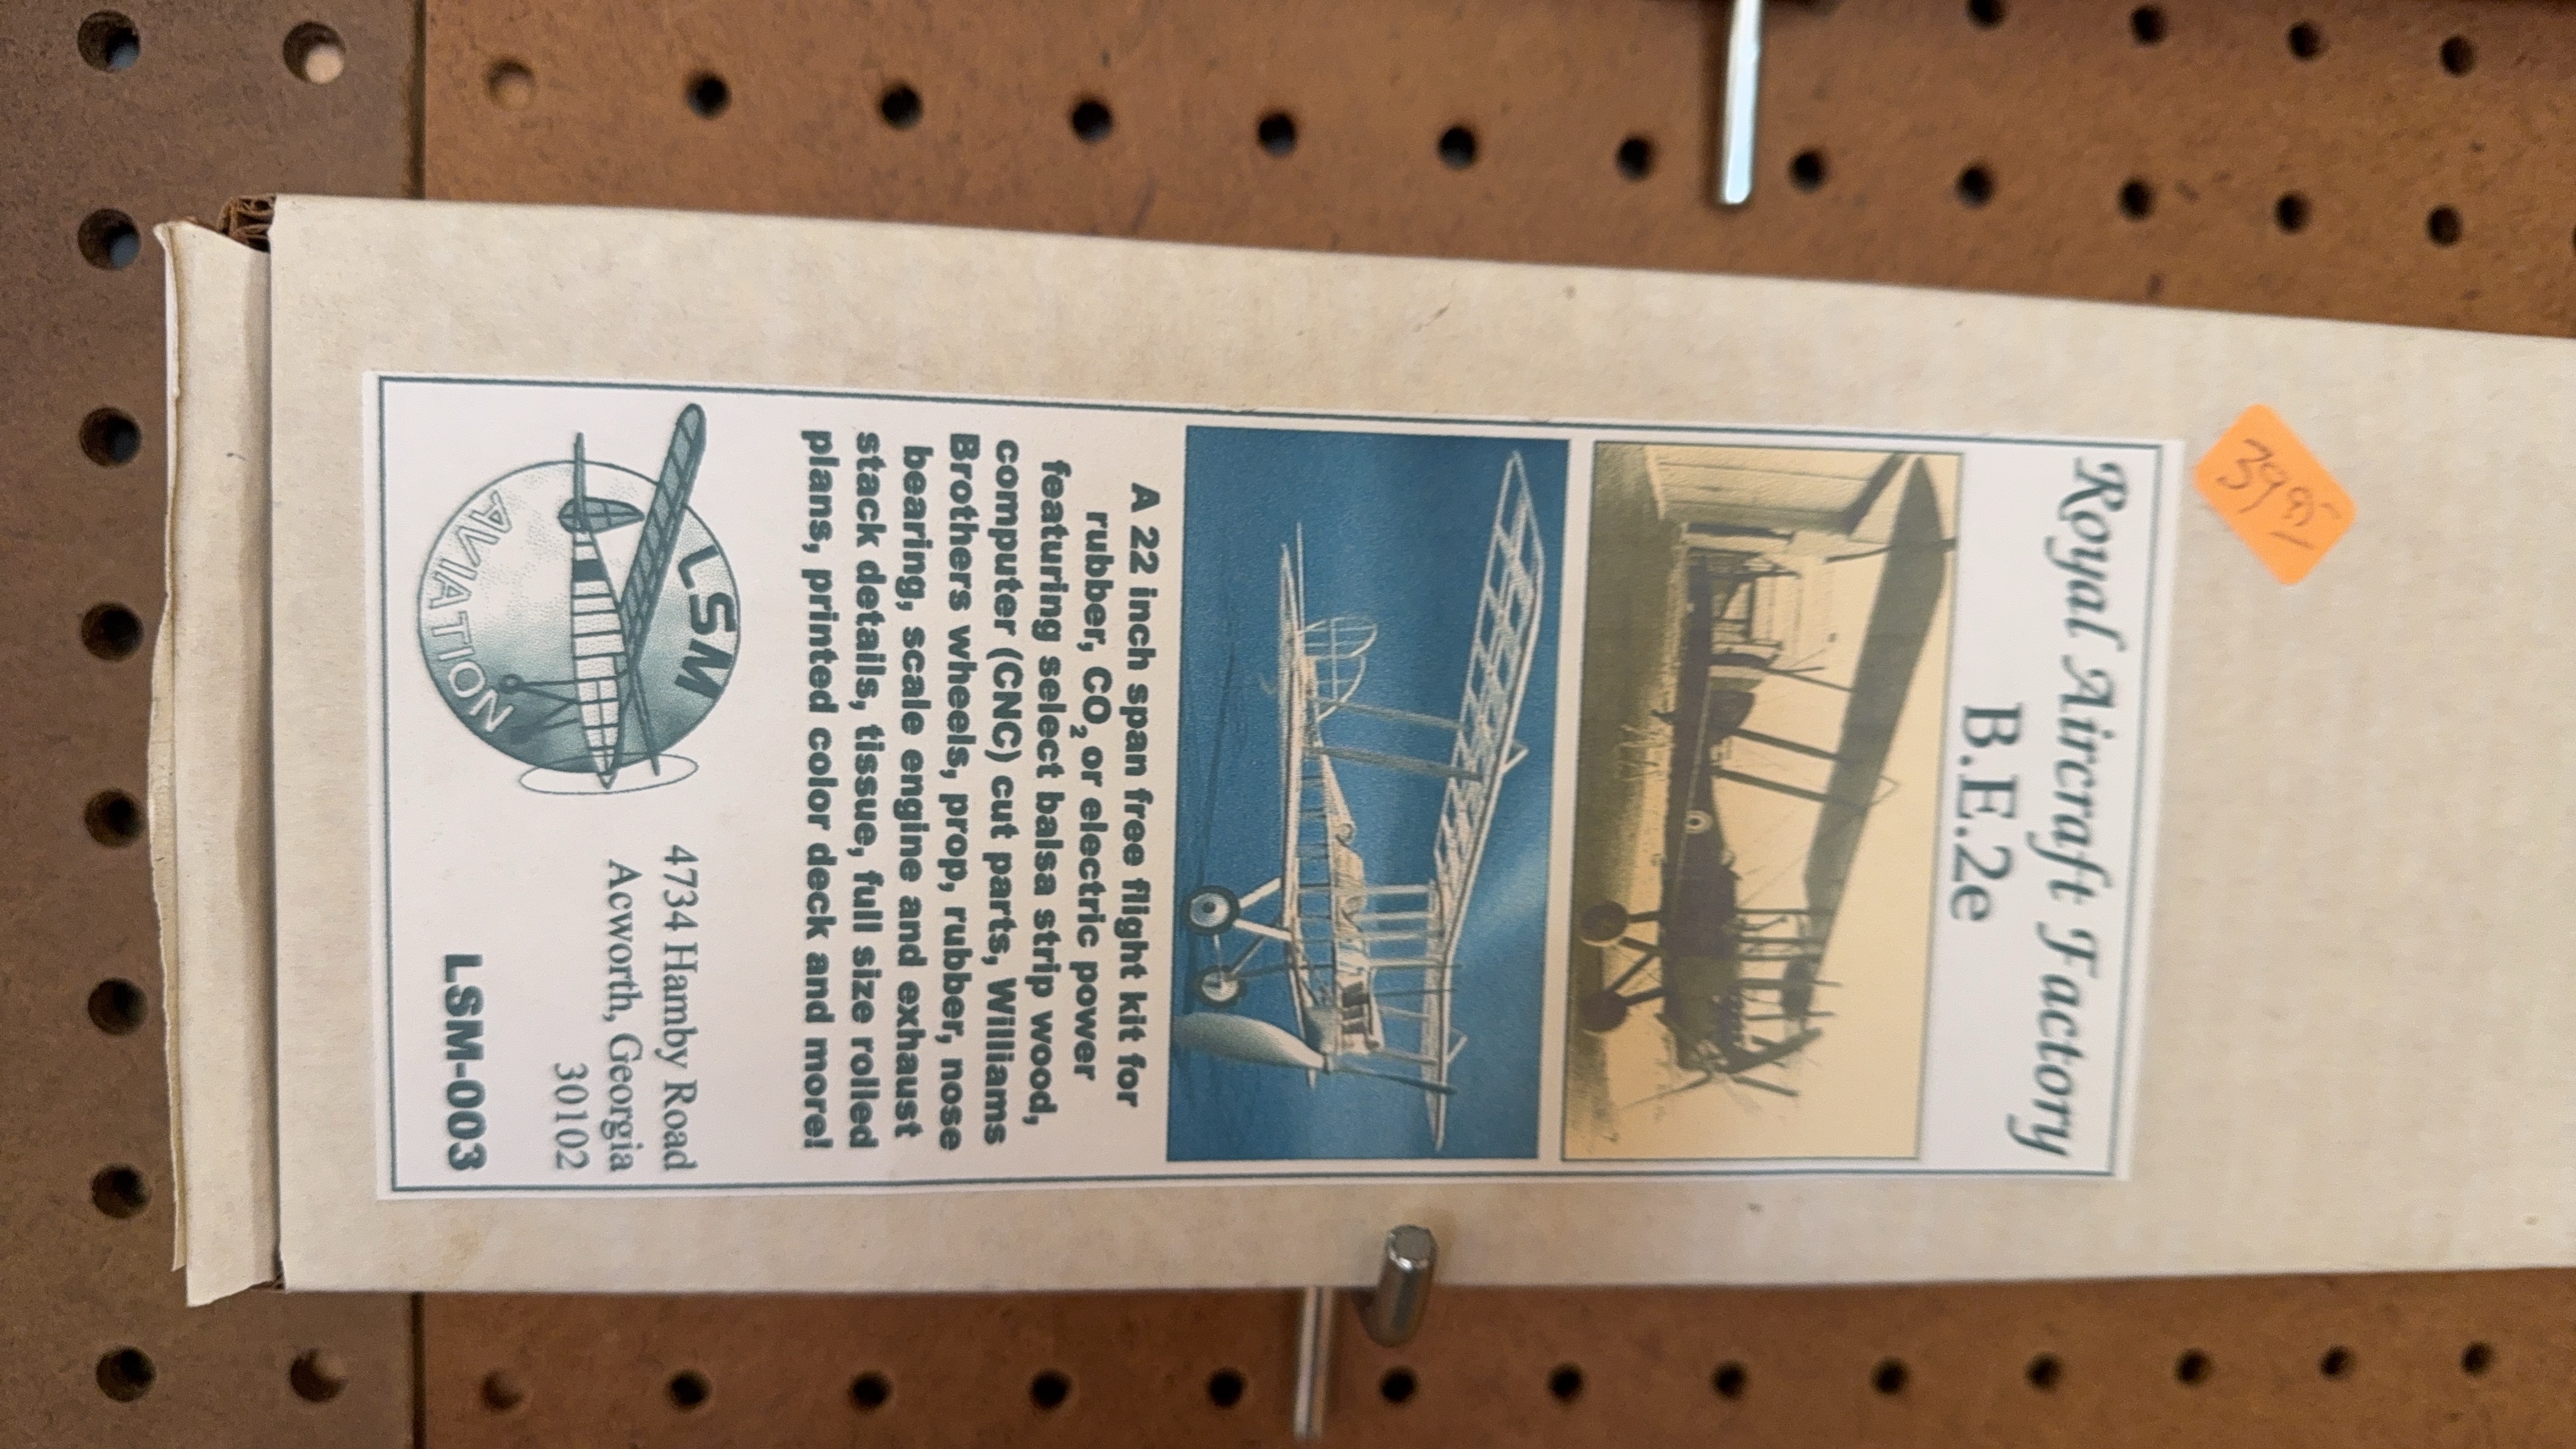 39.95
Royal Aircraft Factory
B.E.2e
A 22 inch span free flight kit for
rubber, CO₂ or electric power
featuring select balsa strip wood,
computer (CNC) cut parts, Williams
Brothers wheels, prop, rubber, nose
bearing, scale engine and exhaust
stack details, tissue, full size rolled
plans, printed color deck and more!
LSM
AVIATION
4734 Hamby Road
Acworth, Georgia
30102
LSM-003